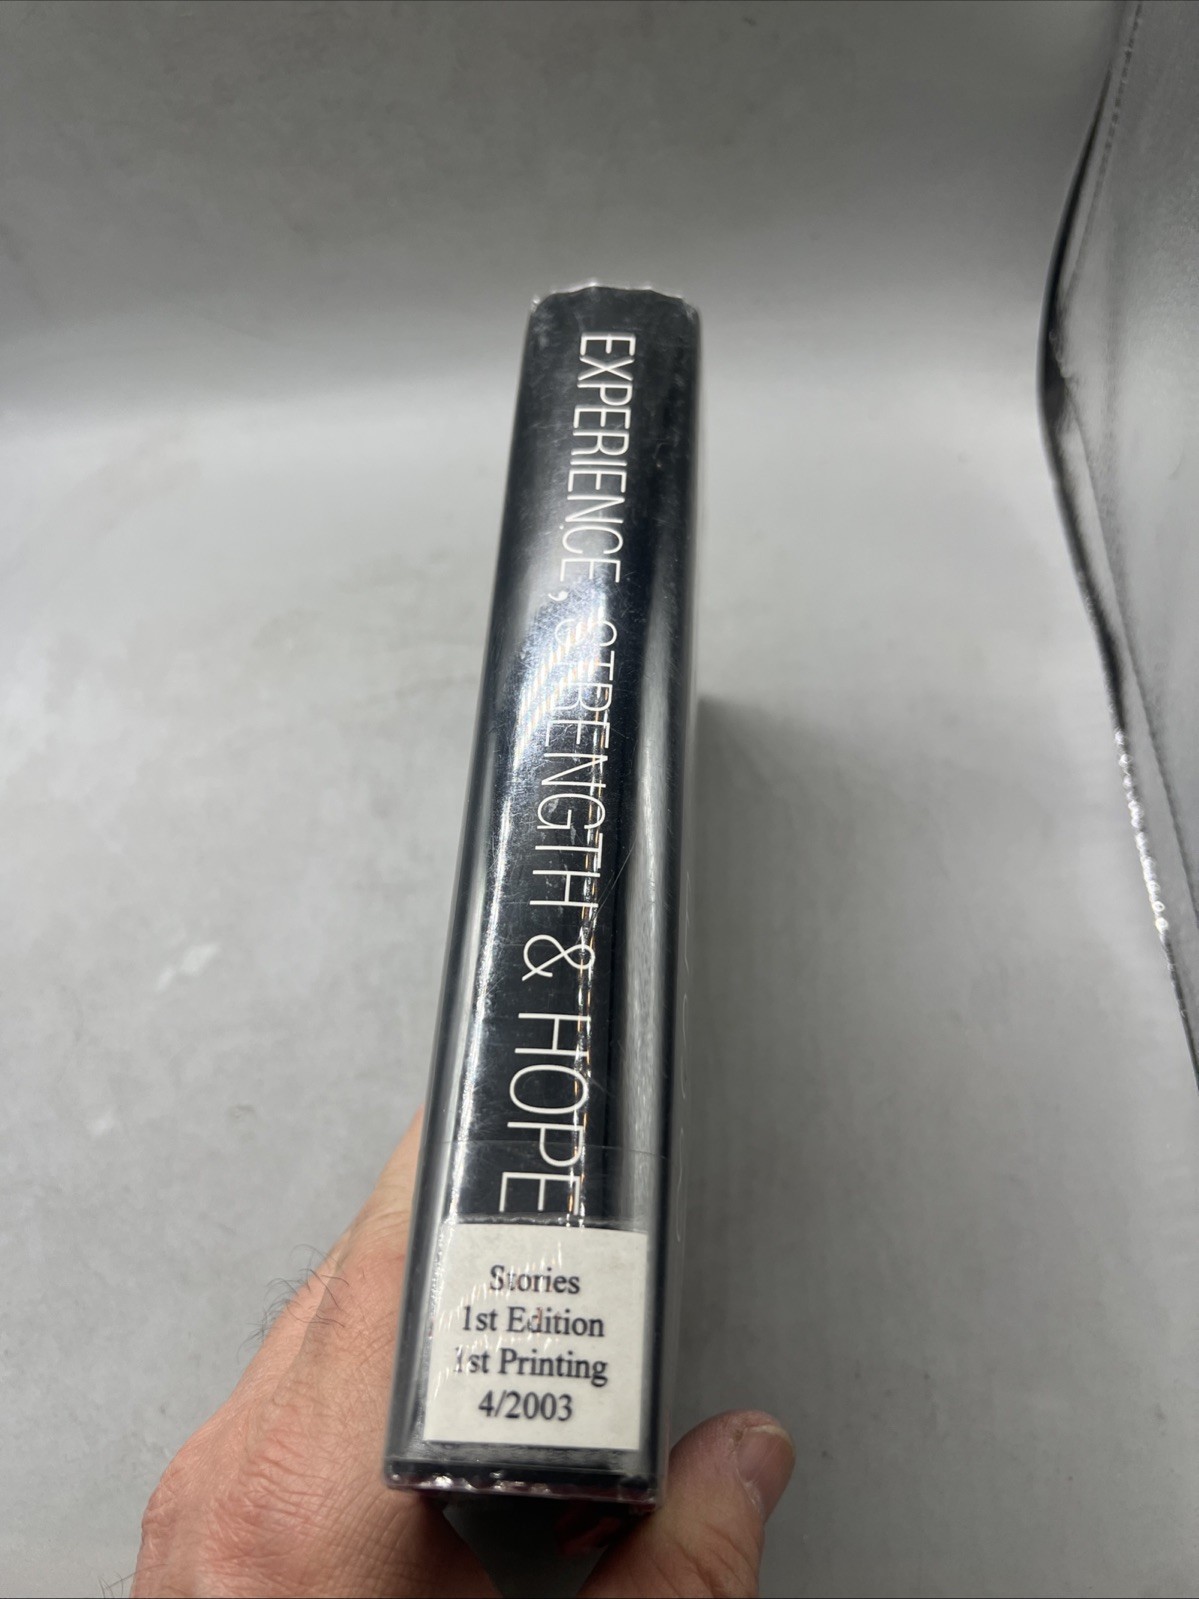 EXPERIENCE, STRENGTH & HOPE
Stories
1st Edition
1st Printing
4/2003